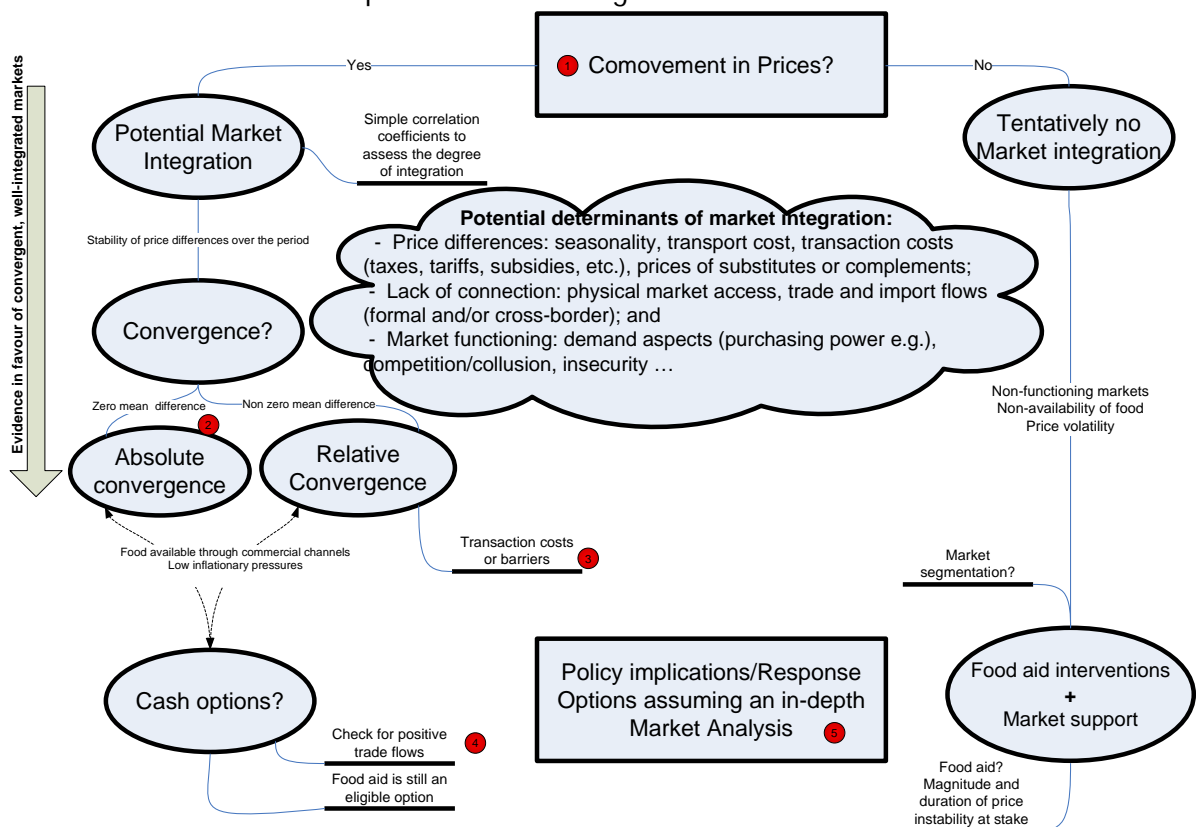 Evidence in favour of convergent, well-integrated markets
1 Comovement in Prices?
Yes
No
Potential Market
Integration
Simple correlation
coefficients to
assess the degree
of integration
Tentatively no
Market integration
Stability of price differences over the period
Potential determinants of market integration:
- Price differences: seasonality, transport cost, transaction costs
(taxes, tariffs, subsidies, etc.), prices of substitutes or complements;
- Lack of connection: physical market access, trade and import flows
(formal and/or cross-border); and
- Market functioning: demand aspects (purchasing power e.g.),
competition/collusion, insecurity …
Convergence?
Zero mean difference
Non zero mean difference
2
Absolute
convergence
Relative
Convergence
Non-functioning markets
Non-availability of food
Price volatility
Food available through commercial channels
Low inflationary pressures
Transaction costs
or barriers
3
Market
segmentation?
Cash options?
Check for positive
trade flows
4
Food aid is still an
eligible option
Policy implications/Response
Options assuming an in-depth
Market Analysis 5
Food aid interventions
+
Market support
Food aid?
Magnitude and
duration of price
instability at stake